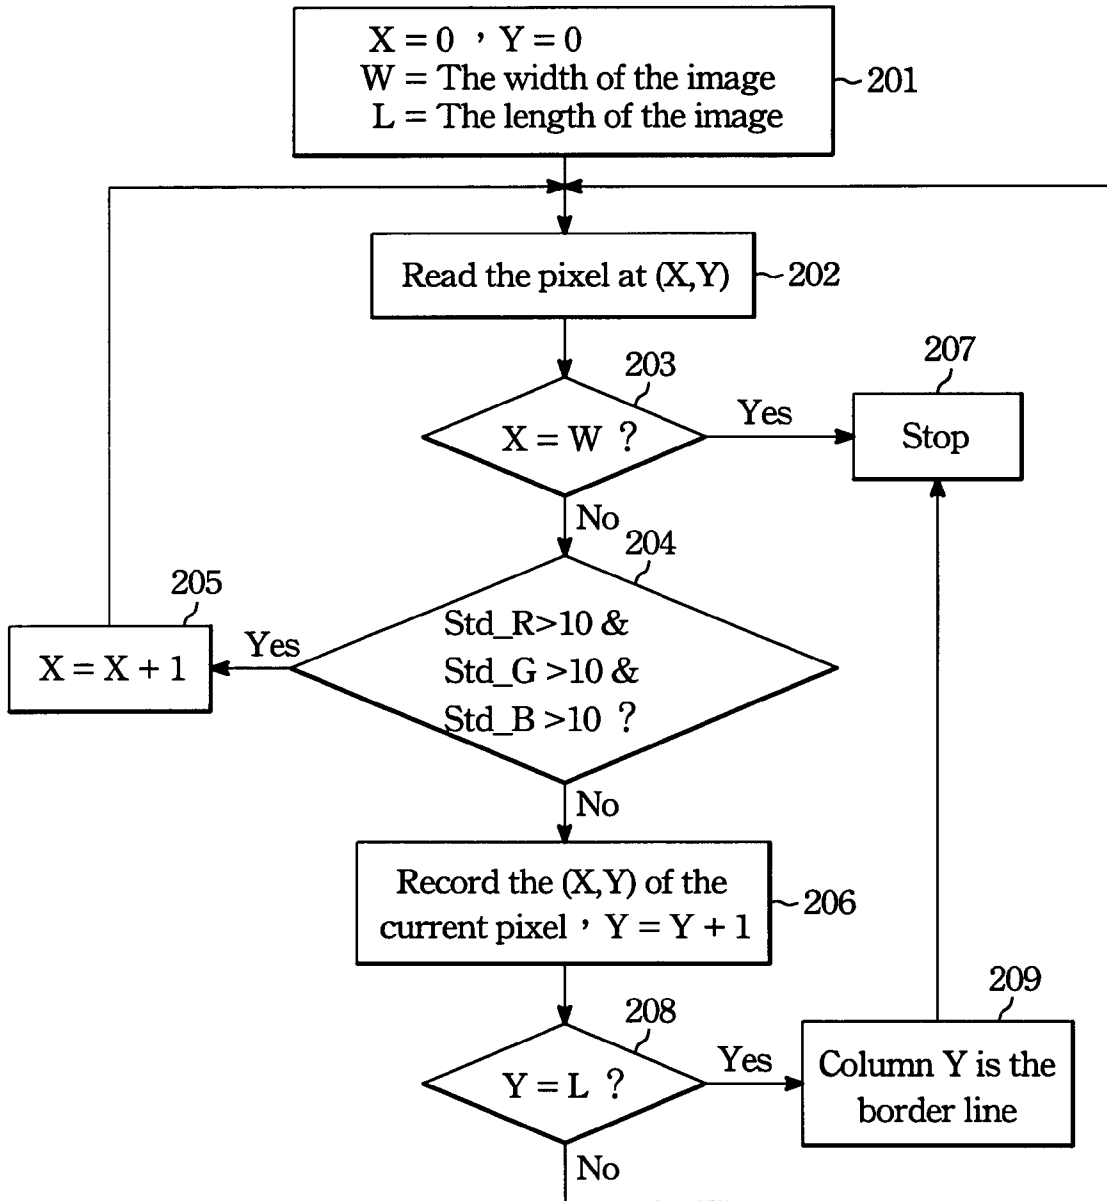 X = 0 ，Y = 0
W = The width of the image
L = The length of the image
201
Read the pixel at (X,Y)
202
203
X = W ?
Yes
207
Stop
No
204
205
X = X + 1
Yes
Std_R>10 &
Std_G >10 &
Std_B >10 ?
No
Record the (X,Y) of the
current pixel，Y = Y + 1
206
208
Y = L ?
Yes
209
Column Y is the
border line
No